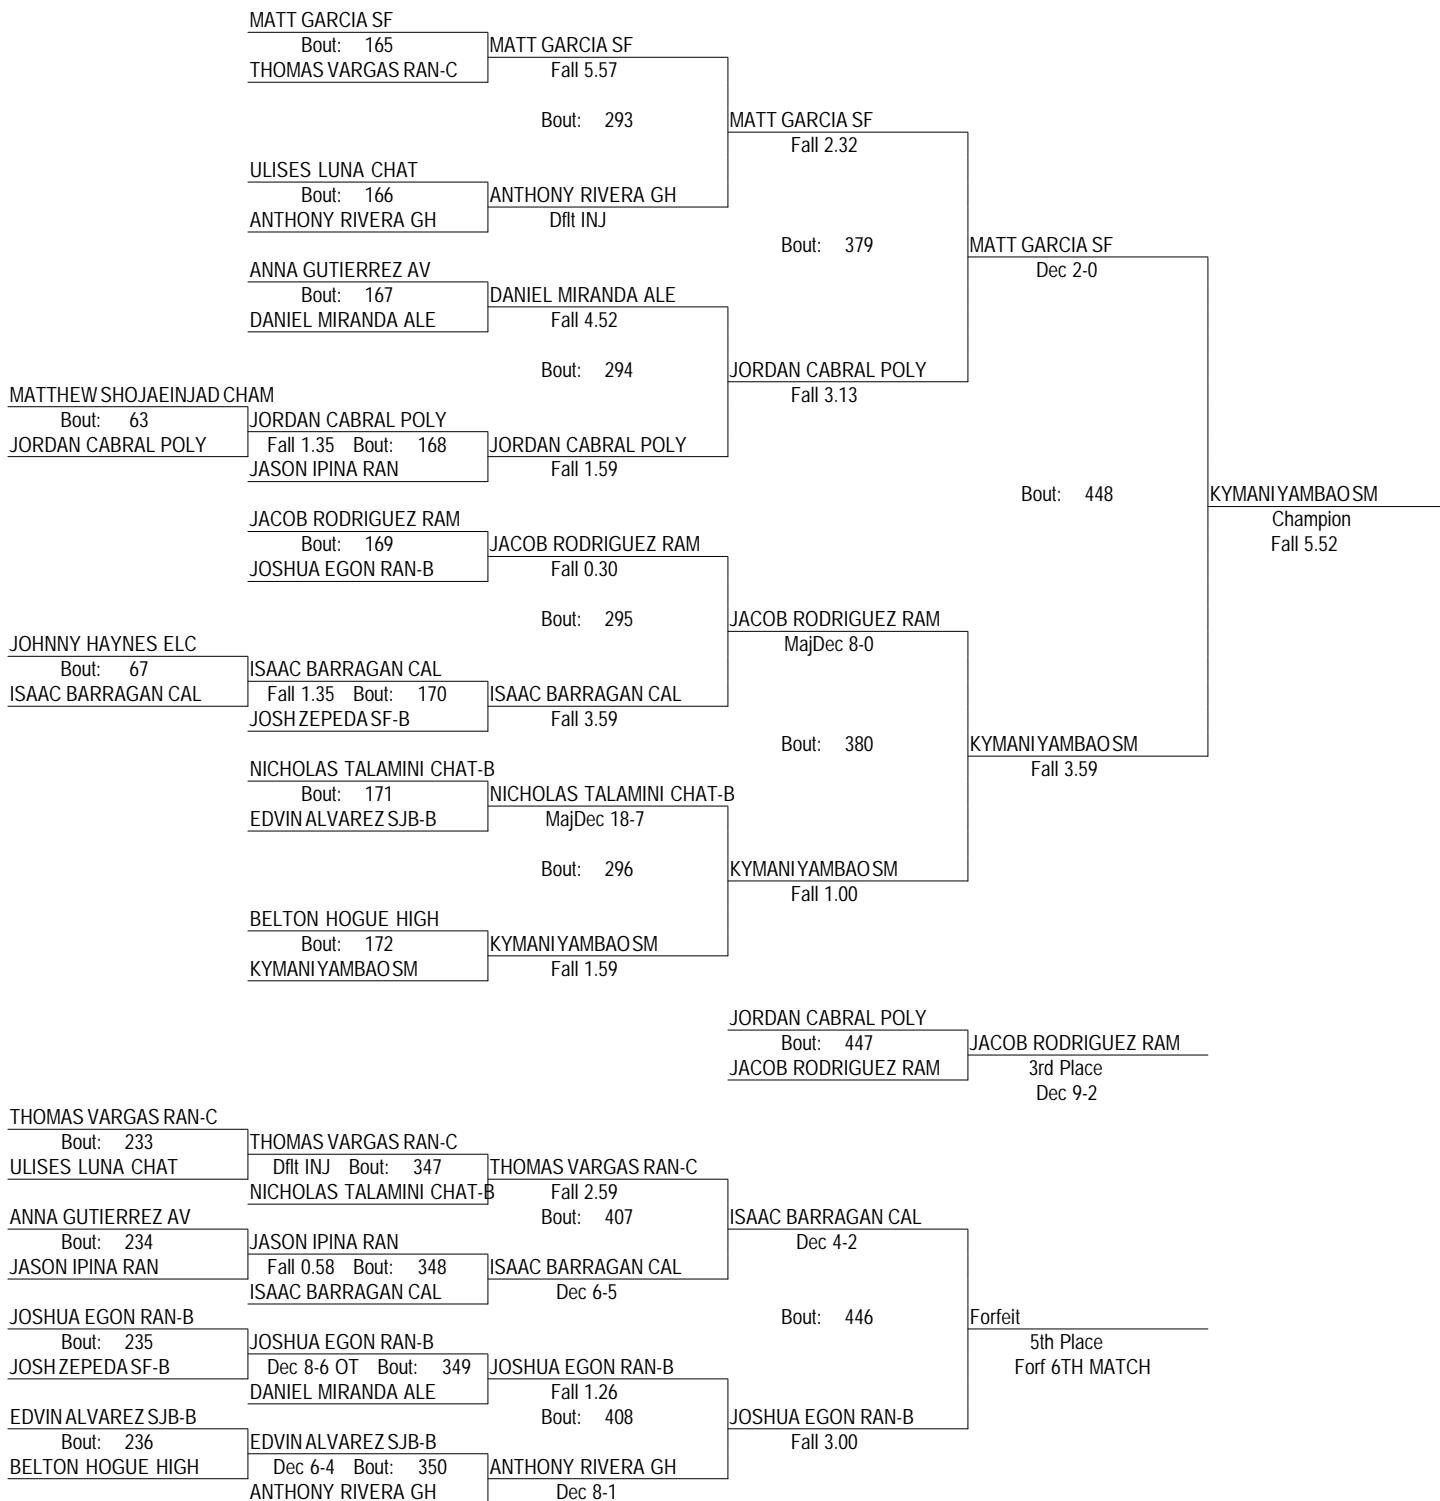 MATT GARCIA SF
Bout: 165
MATT GARCIA SF
THOMAS VARGAS RAN-C
Fall 5.57
Bout: 293
MATT GARCIA SF
Fall 2.32
ULISES LUNA CHAT
Bout: 166
ANTHONY RIVERA GH
ANTHONY RIVERA GH
Dflt INJ
Bout: 379
MATT GARCIA SF
Dec 2-0
ANNA GUTIERREZ AV
Bout: 167
DANIEL MIRANDA ALE
DANIEL MIRANDA ALE
Fall 4.52
Bout: 294
JORDAN CABRAL POLY
Fall 3.13
MATTHEW SHOJAEINJAD CHAM
Bout: 63
JORDAN CABRAL POLY
JORDAN CABRAL POLY
Fall 1.35 Bout: 168
JORDAN CABRAL POLY
JASON IPINA RAN
Fall 1.59
Bout: 448
KYMANI YAMBAO SM
Champion
Fall 5.52
JACOB RODRIGUEZ RAM
Bout: 169
JACOB RODRIGUEZ RAM
JOSHUA EGON RAN-B
Fall 0.30
Bout: 295
JACOB RODRIGUEZ RAM
MajDec 8-0
JOHNNY HAYNES ELC
Bout: 67
ISAAC BARRAGAN CAL
ISAAC BARRAGAN CAL
Fall 1.35 Bout: 170
ISAAC BARRAGAN CAL
JOSH ZEPEDA SF-B
Fall 3.59
Bout: 380
KYMANI YAMBAO SM
Fall 3.59
NICHOLAS TALAMINI CHAT-B
Bout: 171
NICHOLAS TALAMINI CHAT-B
EDVIN ALVAREZ SJB-B
MajDec 18-7
Bout: 296
KYMANI YAMBAO SM
Fall 1.00
BELTON HOGUE HIGH
Bout: 172
KYMANI YAMBAO SM
KYMANI YAMBAO SM
Fall 1.59
JORDAN CABRAL POLY
Bout: 447
JACOB RODRIGUEZ RAM
JACOB RODRIGUEZ RAM
3rd Place
Dec 9-2
THOMAS VARGAS RAN-C
Bout: 233
THOMAS VARGAS RAN-C
ULISES LUNA CHAT
Dflt INJ Bout: 347
THOMAS VARGAS RAN-C
NICHOLAS TALAMINI CHAT-B
Fall 2.59
Bout: 407
ISAAC BARRAGAN CAL
Dec 4-2
ANNA GUTIERREZ AV
Bout: 234
JASON IPINA RAN
JASON IPINA RAN
Fall 0.58 Bout: 348
ISAAC BARRAGAN CAL
ISAAC BARRAGAN CAL
Dec 6-5
Bout: 446
Forfeit
5th Place
Forf 6TH MATCH
JOSHUA EGON RAN-B
Bout: 235
JOSHUA EGON RAN-B
JOSH ZEPEDA SF-B
Dec 8-6 OT Bout: 349
JOSHUA EGON RAN-B
DANIEL MIRANDA ALE
Fall 1.26
Bout: 408
JOSHUA EGON RAN-B
Fall 3.00
EDVIN ALVAREZ SJB-B
Bout: 236
EDVIN ALVAREZ SJB-B
BELTON HOGUE HIGH
Dec 6-4 Bout: 350
ANTHONY RIVERA GH
ANTHONY RIVERA GH
Dec 8-1